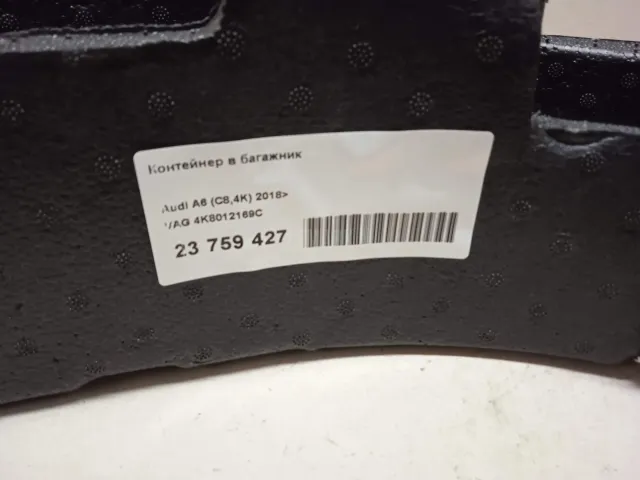 Контейнер в багажник
Audi A6 (C8,4K) 2018>
VAG 4K8012169C
23 759 427